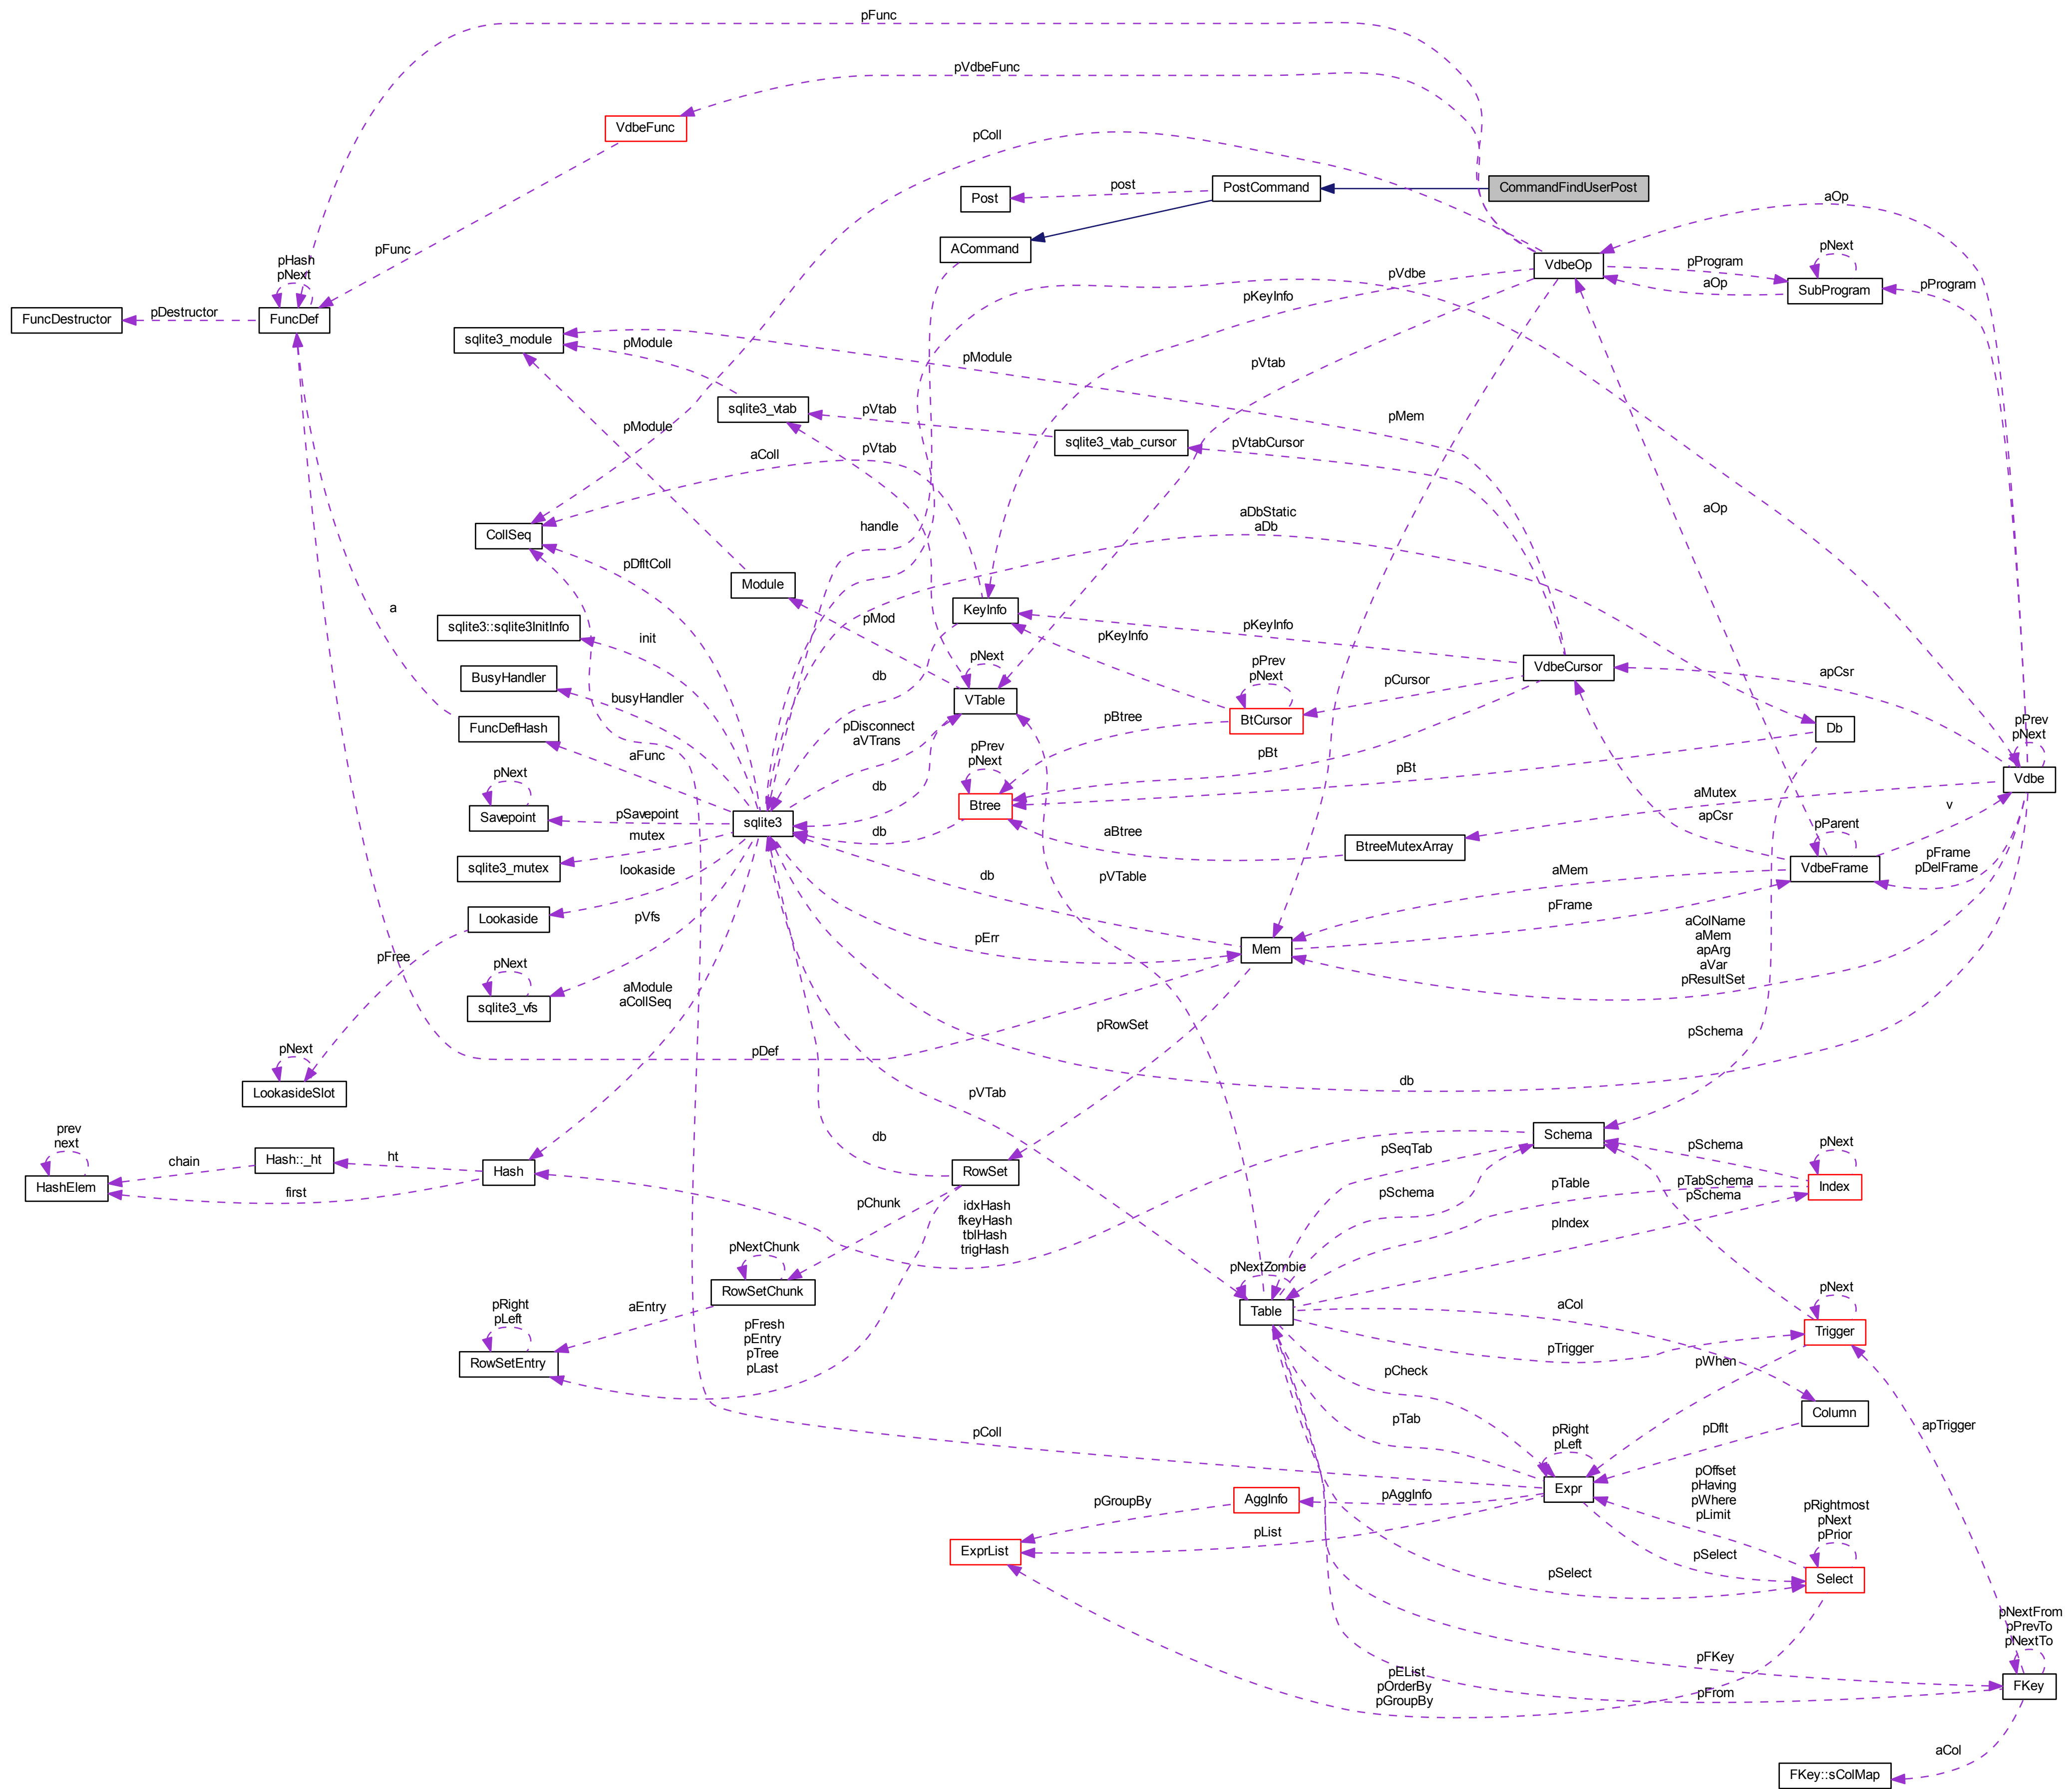 pFunc
pVdbeFunc
VdbeFunc
pColl
post
PostCommand
CommandFindUserPost
Post
aOp
pFunc
ACommand
pHash
pNext
pVdbe
VdbeOp
pProgram
pNext
pKeyInfo
aOp
SubProgram
pProgram
FuncDestructor
pDestructor
FuncDef
sqlite3_module
pModule
pModule
pVtab
sqlite3_vtab
pVtab
pMem
pModule
sqlite3_vtab_cursor
pVtabCursor
aColl
pVtab
aOp
aDbStatic
aDb
handle
CollSeq
pDfltColl
Module
a
KeyInfo
pMod
sqlite3::sqlite3InitInfo
init
pKeyInfo
pKeyInfo
pNext
pPrev
pNext
VdbeCursor
apCsr
BusyHandler
db
busyHandler
VTable
pCursor
BtCursor
pBtree
FuncDefHash
pDisconnect
aVTrans
Db
pPrev
pNext
aFunc
pPrev
pNext
pBt
pBt
Vdbe
pNext
db
Btree
aMutex
apCsr
v
Savepoint
pSavepoint
sqlite3
db
aBtree
pParent
mutex
BtreeMutexArray
pFrame
pDelFrame
sqlite3_mutex
lookaside
db
pVTable
aMem
VdbeFrame
pFrame
Lookaside
pVfs
pErr
Mem
aColName
aMem
apArg
aVar
pResultSet
pFree
pNext
sqlite3_vfs
aModule
aCollSeq
pRowSet
pSchema
pNext
pDef
LookasideSlot
pVTab
db
prev
next
Hash::_ht
chain
ht
db
Schema
pSeqTab
pSchema
pNext
HashElem
first
Hash
RowSet
pSchema
pTable
pTabSchema
pSchema
Index
pChunk
idxHash
fkeyHash
tblHash
trigHash
pIndex
pNextChunk
pNextZombie
RowSetChunk
Table
aCol
pNext
pRight
pLeft
aEntry
pFresh
pEntry
pTree
pLast
pTrigger
Trigger
RowSetEntry
pCheck
pWhen
Column
pColl
pTab
pRight
pLeft
pDflt
apTrigger
pOffset
pHaving
pWhere
pLimit
pGroupBy
AggInfo
pAggInfo
Expr
pRightmost
pNext
pPrior
ExprList
pList
pSelect
pSelect
Select
pNextFrom
pPrevTo
pNextTo
pFKey
pEList
pOrderBy
pGroupBy
pFrom
FKey
aCol
FKey::sColMap